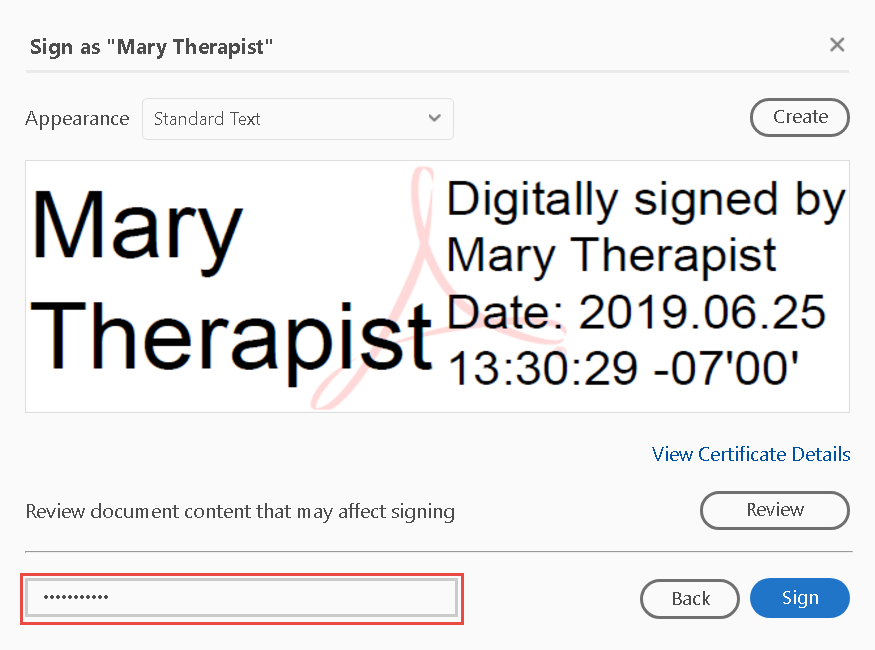 Sign as "Mary Therapist"
Appearance
Standard Text
Create
Mary
Therapist
Digitally signed by
Mary Therapist
Date: 2019.06.25
13:30:29 -07'00'
View Certificate Details
Review document content that may affect signing
Review
•••••••••••
Back
Sign